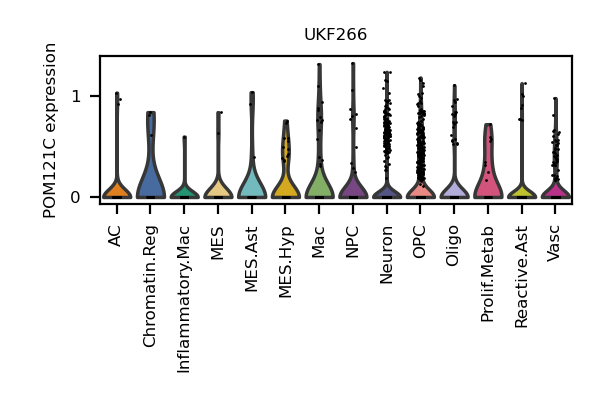 UKF266
POM121C expression
1
0
AC
Chromatin.Reg
Inflammatory.Mac
MES
MES.Ast
MES.Hyp
Mac
NPC
Neuron
OPC
Oligo
Prolif.Metab
Reactive.Ast
Vasc